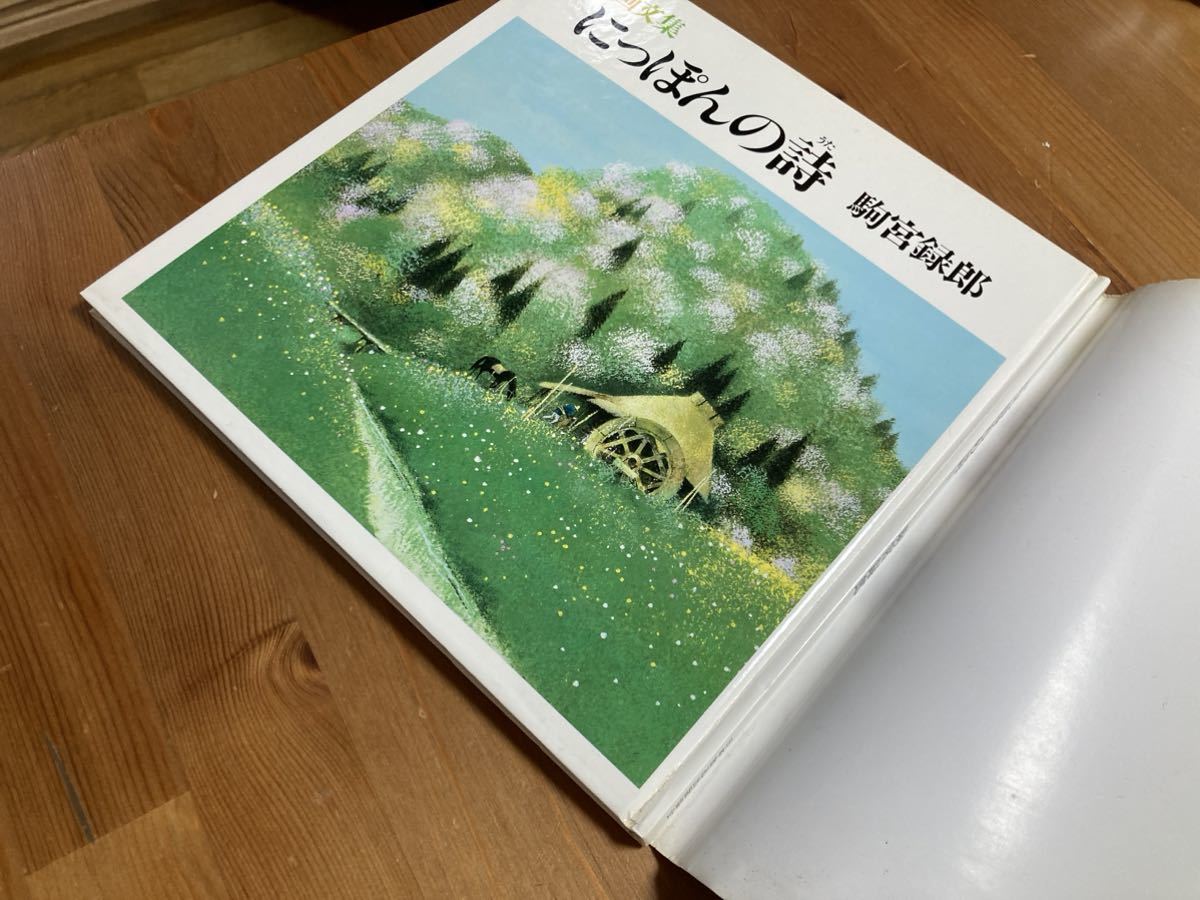 画文集
にっぽんの詩
うた
駒宮録郎